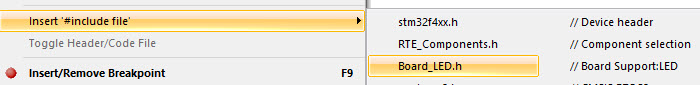 Insert '#include file'
Toggle Header/Code File
Insert/Remove Breakpoint F9
stm32f4xx.h // Device header
RTE_Components.h // Component selection
Board_LED.h // Board Support:LED